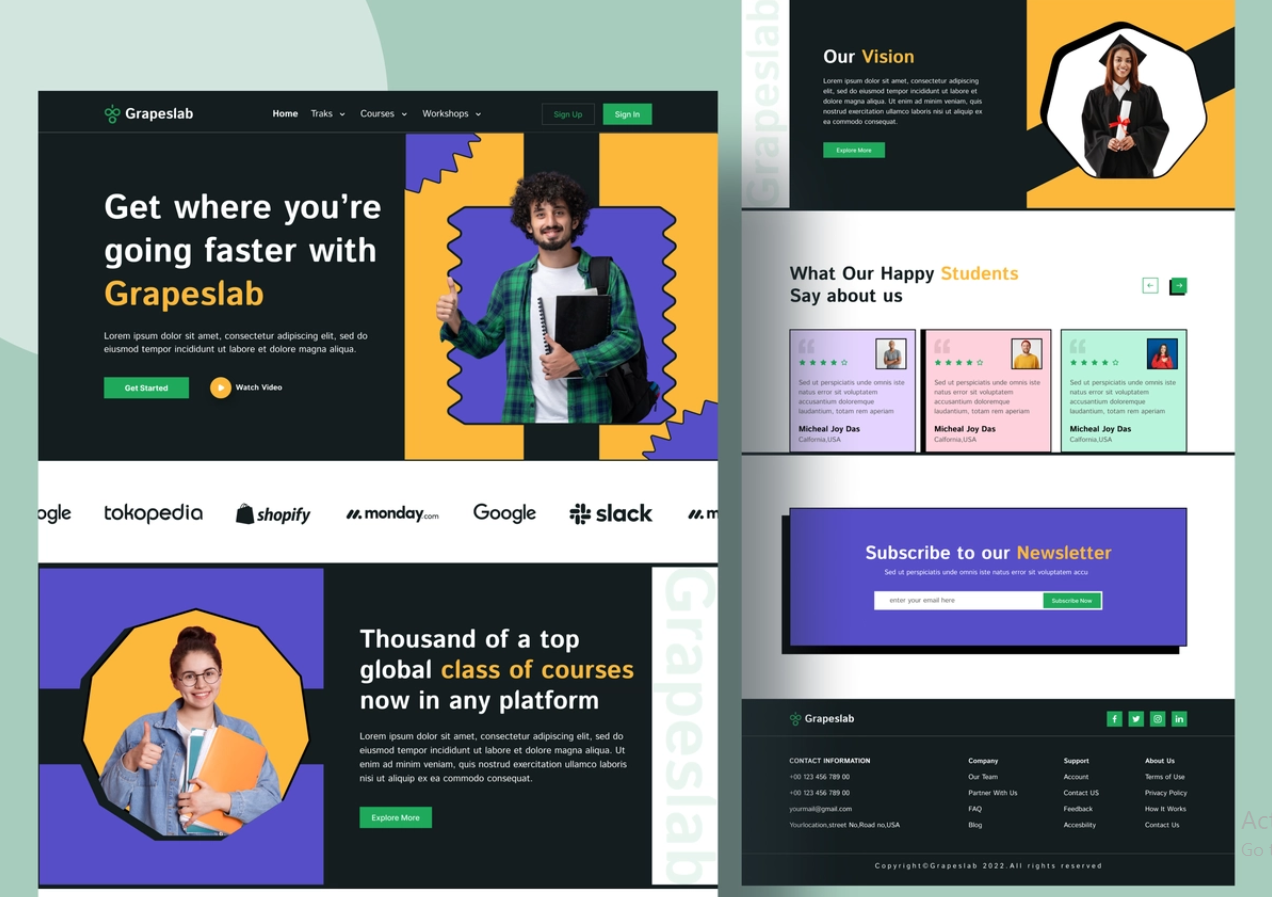 Grapeslab
Home Traks Courses Workshops
Sign Up Sign In
Get where you're
going faster with
Grapeslab
Lorem ipsum dolor sit amet, consectetur adipiscing elit, sed do
eiusmod tempor incididunt ut labore et dolore magna aliqua.
Get Started Watch Video
ogle tokopedia shopify monday.com Google slack m
Thousand of a top
global class of courses
now in any platform
Lorem ipsum dolor sit amet, consectetur adipiscing elit, sed do
eiusmod tempor incididunt ut labore et dolore magna aliqua. Ut
enim ad minim veniam, quis nostrud exercitation ullamco laboris
nisi ut aliquip ex ea commodo consequat.
Explore More
Grapeslab
Grapeslab
Our Vision
Lorem ipsum dolor sit amet, consectetur adipiscing
elit, sed do eiusmod tempor incididunt ut labore et
dolore magna aliqua. Ut enim ad minim veniam, quis
nostrud exercitation ullamco laboris nisi ut aliquip ex
ea commodo consequat.
Explore More
What Our Happy Students
Say about us
Sed ut perspiciatis unde omnis iste
natus error sit voluptatem
accusantium doloremque
laudantium, totam rem aperiam
Micheal Joy Das
Calfornia,USA
Sed ut perspiciatis unde omnis iste
natus error sit voluptatem
accusantium doloremque
laudantium, totam rem aperiam
Micheal Joy Das
Calfornia,USA
Sed ut perspiciatis unde omnis iste
natus error sit voluptatem
accusantium doloremque
laudantium, totam rem aperiam
Micheal Joy Das
Calfornia,USA
Subscribe to our Newsletter
Sed ut perspiciatis unde omnis iste natus error sit voluptatem accu
enter your email here Subscribe Now
Grapeslab
CONTACT INFORMATION
+00 123 456 789 00
+00 123 456 789 00
yourmail@gmail.com
Yourlocation,street No,Road no,USA
Company
Our Team
Partner With Us
FAQ
Blog
Support
Account
Contact US
Feedback
Accesbility
About Us
Terms of Use
Privacy Policy
How It Works
Contact Us
Copyright©Grapeslab 2022.All rights reserved
Act
Go t